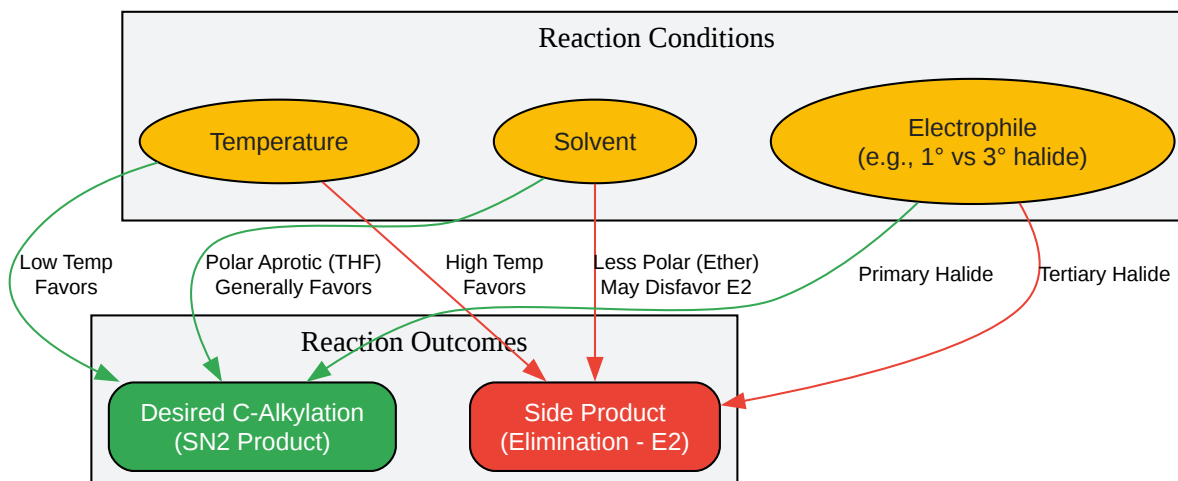 Reaction Conditions
Temperature
Solvent
Electrophile
(e.g., 1° vs 3° halide)
Low Temp
Favors
Polar Aprotic (THF)
Generally Favors
High Temp
Favors
Less Polar (Ether)
May Disfavor E2
Primary Halide
Tertiary Halide
Reaction Outcomes
Desired C-Alkylation
(SN2 Product)
Side Product
(Elimination - E2)